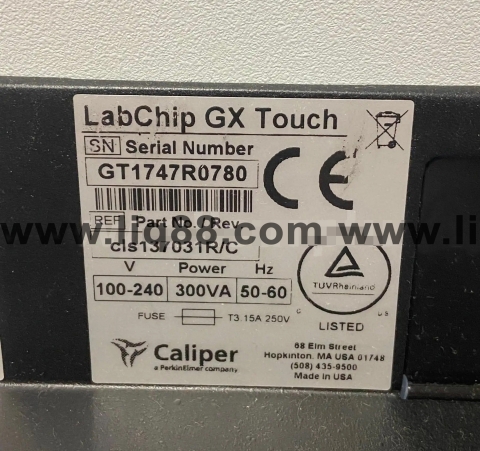 LabChip GX Touch
SN Serial Number
GT1747R0780
REF Part No. / Rev
www.lig88.com www.li
cls137031R/C
V Power Hz
100-240 300VA 50-60
TUVRheinland
FUSE T3.15A 250V
C US
LISTED
Caliper
a PerkinElmer company
68 Elm Street
Hopkinton, MA USA 01748
(508) 435-9500
Made in USA